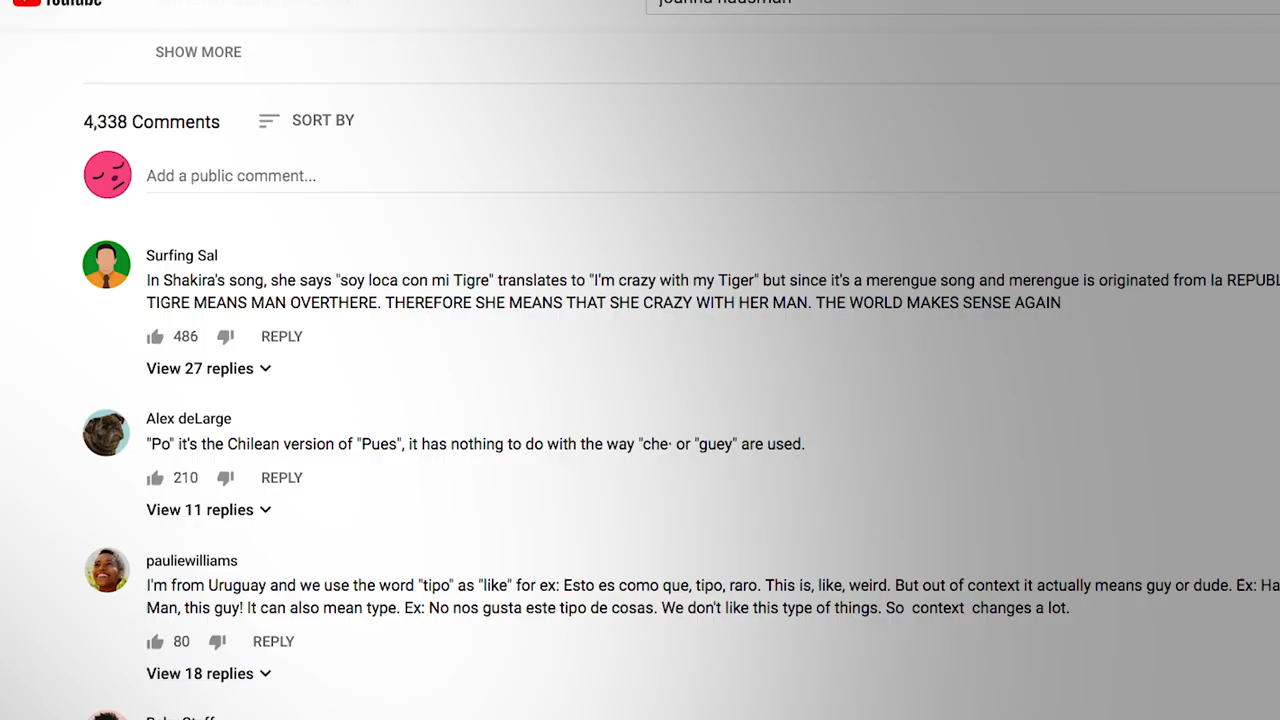 YouTube
joanna hausman
SHOW MORE
4,338 Comments
SORT BY
Add a public comment...
Surfing Sal
In Shakira's song, she says "soy loca con mi Tigre" translates to "I'm crazy with my Tiger" but since it's a merengue song and merengue is originated from la
TIGRE MEANS MAN OVERTHERE. THEREFORE SHE MEANS THAT SHE CRAZY WITH HER MAN. THE WORLD MAKES SENSE AGAIN
486
REPLY
View 27 replies
Alex deLarge
"Po" it's the Chilean version of "Pues", it has nothing to do with the way "che· or "guey" are used.
210
REPLY
View 11 replies
pauliewilliams
I'm from Uruguay and we use the word "tipo" as "like" for ex: Esto es como que, tipo, raro. This is, like, weird. But out of context it actually means guy or dude. Ex:
Man, this guy! It can also mean type. Ex: No nos gusta este tipo de cosas. We don't like this type of things. So context changes a lot.
80
REPLY
View 18 replies